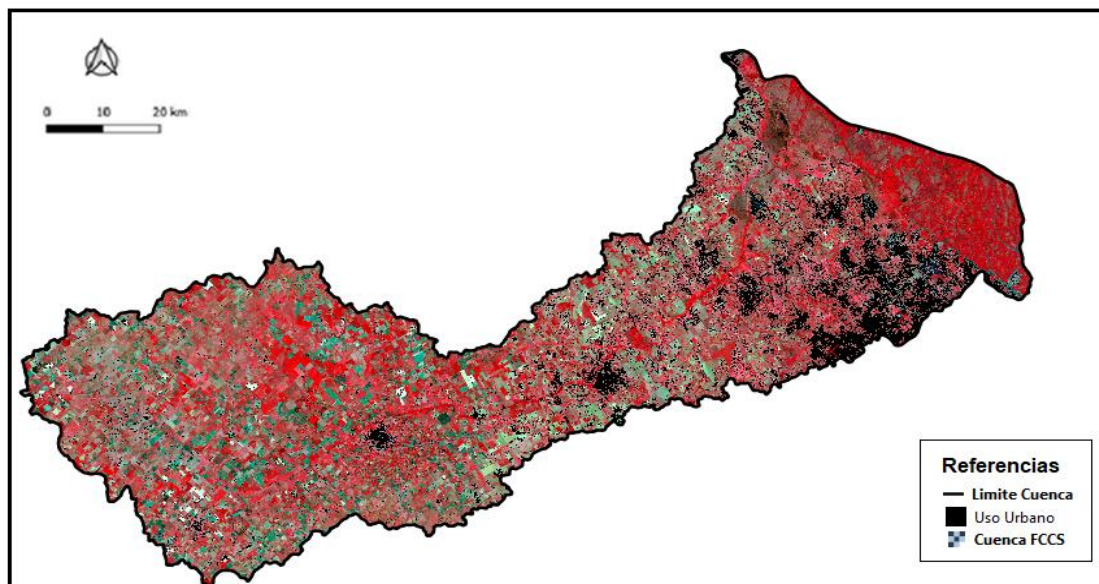 0 10 20 km
Referencias
Limite Cuenca
Uso Urbano
Cuenca FCCS